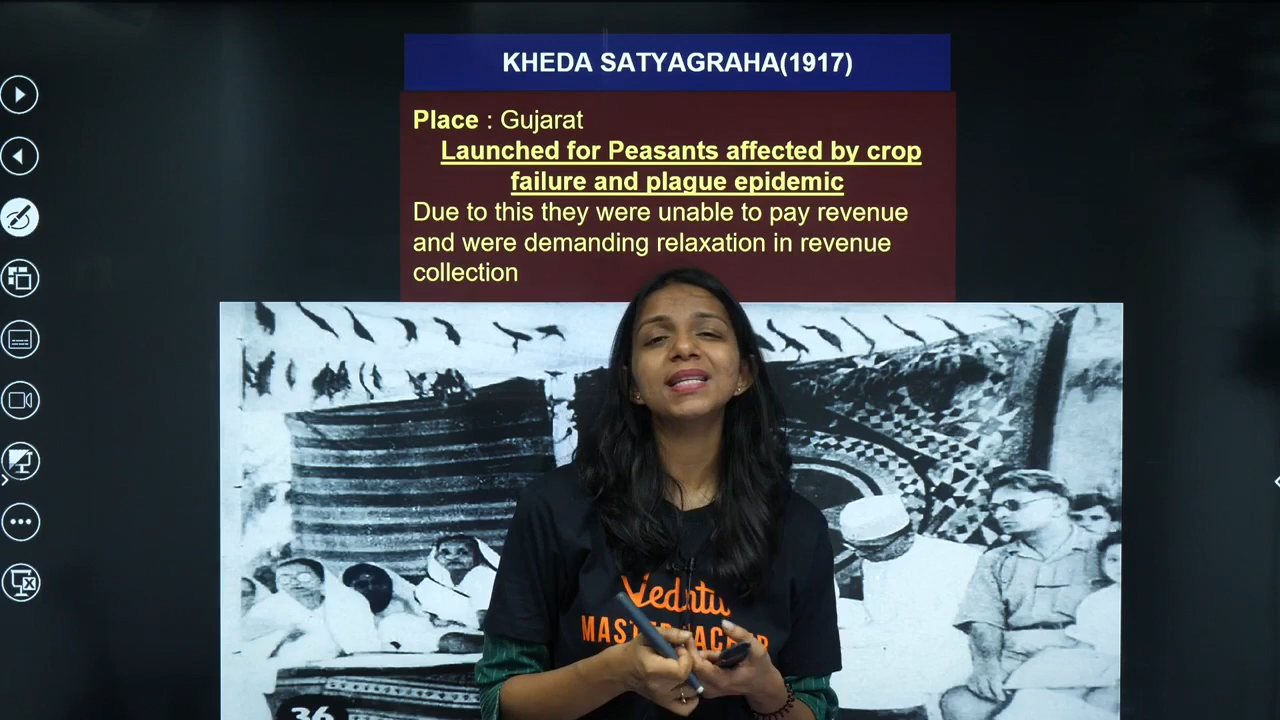 KHEDA SATYAGRAHA(1917)
Place : Gujarat
Launched for Peasants affected by crop
failure and plague epidemic
Due to this they were unable to pay revenue
and were demanding relaxation in revenue
collection
Vedantu
36